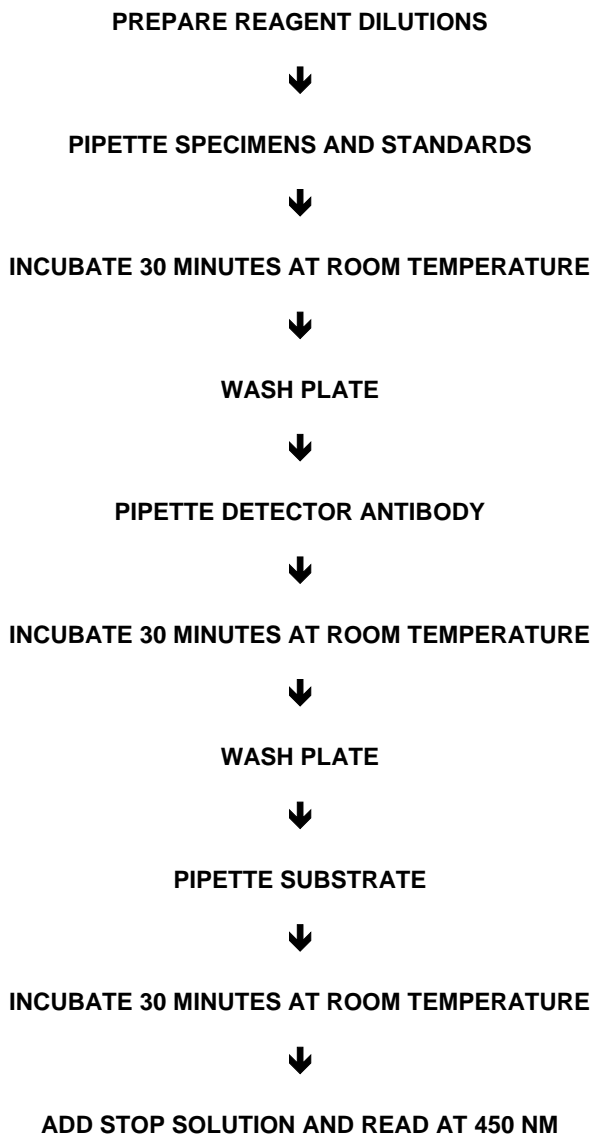 PREPARE REAGENT DILUTIONS
PIPETTE SPECIMENS AND STANDARDS
INCUBATE 30 MINUTES AT ROOM TEMPERATURE
WASH PLATE
PIPETTE DETECTOR ANTIBODY
INCUBATE 30 MINUTES AT ROOM TEMPERATURE
WASH PLATE
PIPETTE SUBSTRATE
INCUBATE 30 MINUTES AT ROOM TEMPERATURE
ADD STOP SOLUTION AND READ AT 450 NM